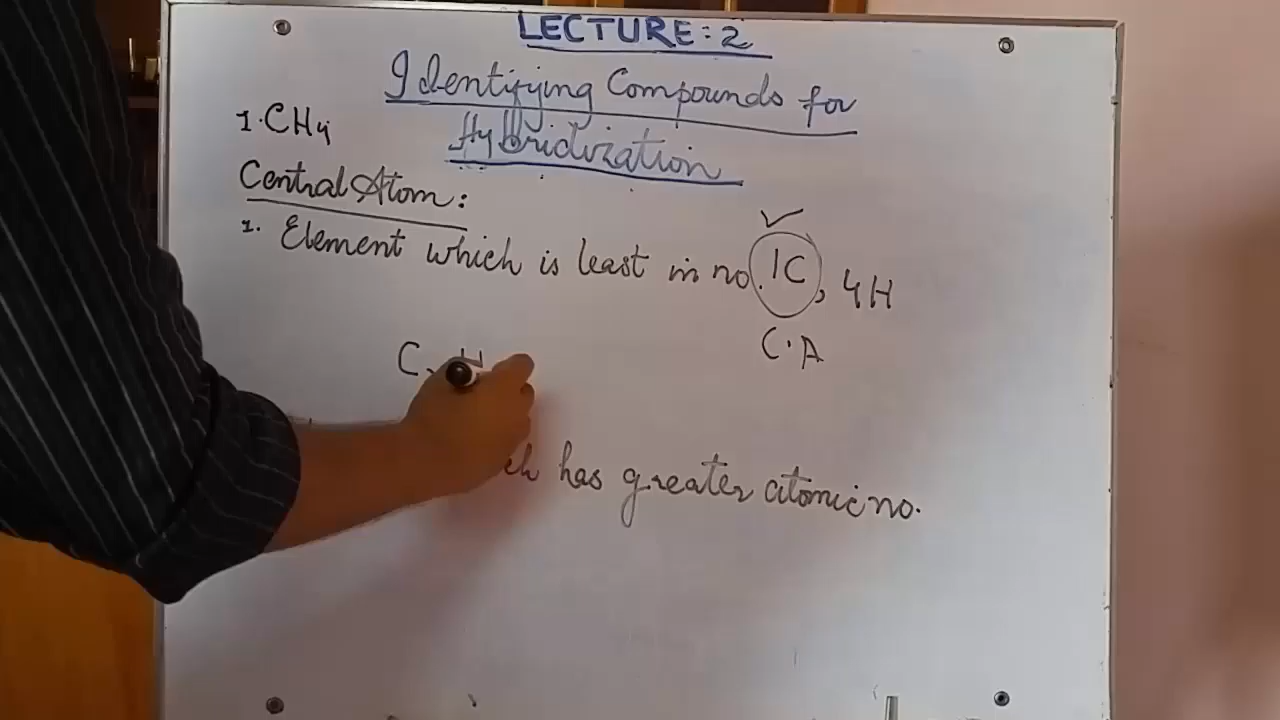 LECTURE: 2
Identifying Compounds for
Hybridization
1. CH4
Central Atom:
1. Element which is least in no. 1C, 4H
C.A
C
has greater atomic no.